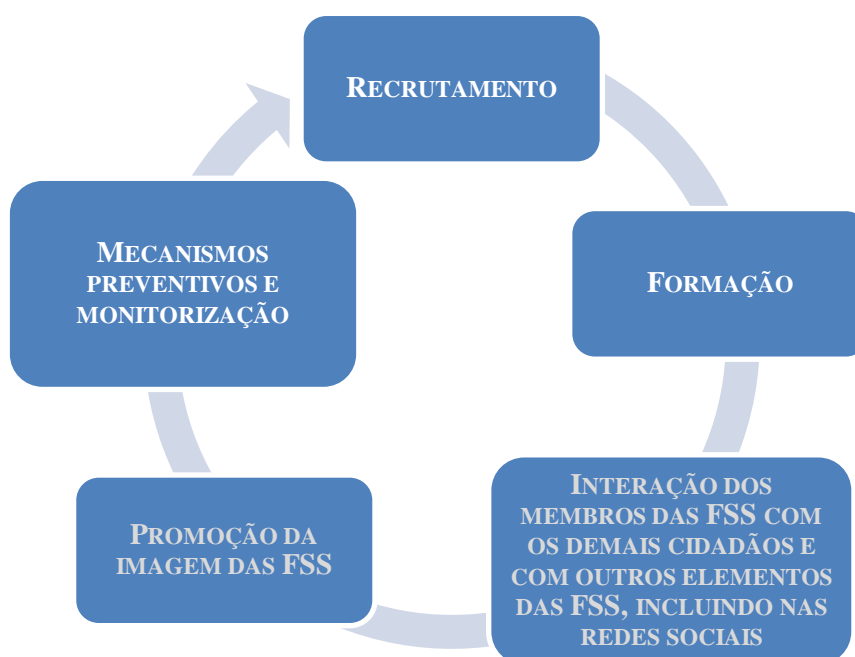 RECRUTAMENTO
FORMAÇÃO
INTERAÇÃO DOS
MEMBROS DAS FSS COM
OS DEMAIS CIDADÃOS E
COM OUTROS ELEMENTOS
DAS FSS, INCLUINDO NAS
REDES SOCIAIS
PROMOÇÃO DA
IMAGEM DAS FSS
MECANISMOS
PREVENTIVOS E
MONITORIZAÇÃO